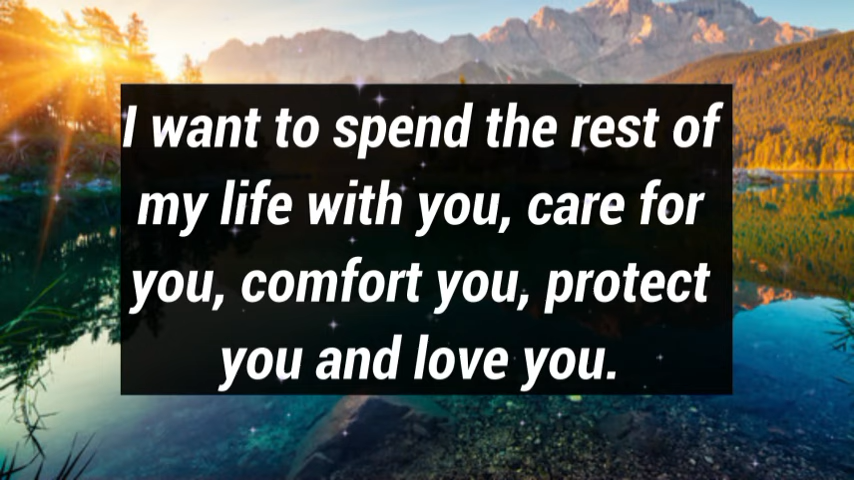 I want to spend the rest of
my life with you, care for
you, comfort you, protect
you and love you.